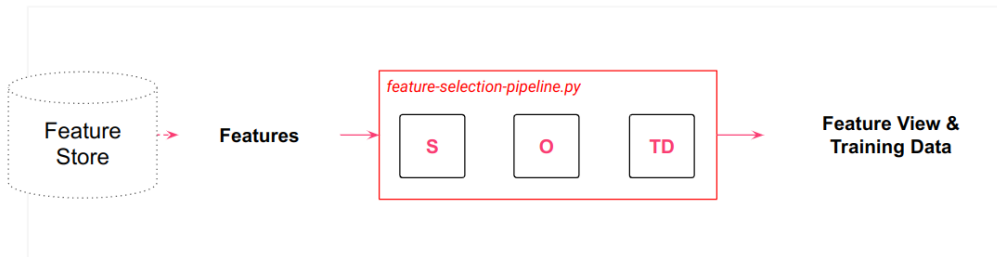 feature-selection-pipeline.py
Feature
Store
Features
S
O
TD
Feature View &
Training Data